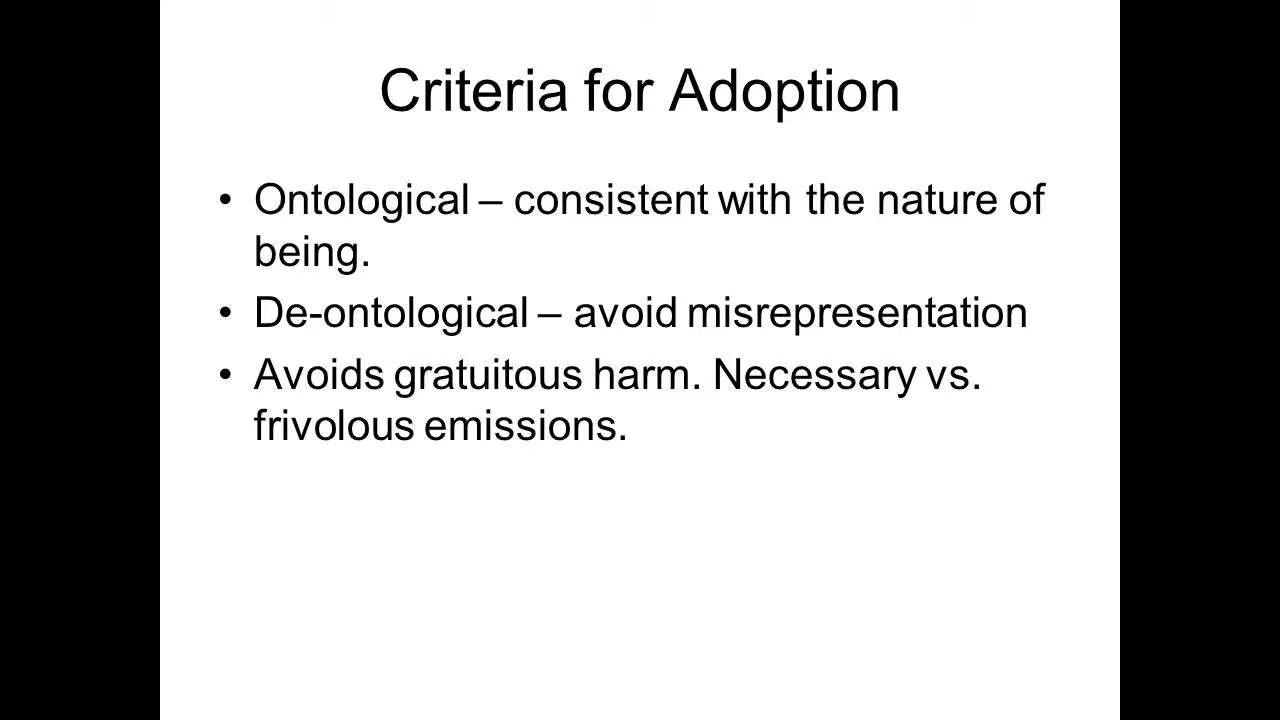 Criteria for Adoption
• Ontological – consistent with the nature of
being.
• De-ontological – avoid misrepresentation
• Avoids gratuitous harm. Necessary vs.
frivolous emissions.